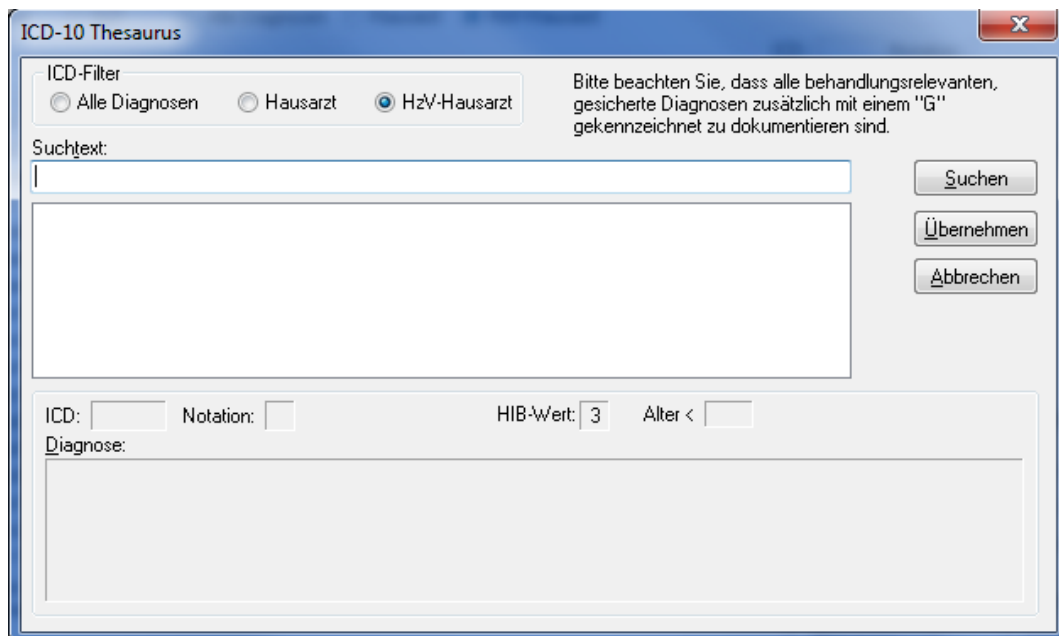 ICD-10 Thesaurus
ICD-Filter
Alle Diagnosen Hausarzt HzV-Hausarzt
Bitte beachten Sie, dass alle behandlungsrelevanten,
gesicherte Diagnosen zusätzlich mit einem "G"
gekennzeichnet zu dokumentieren sind.
Suchtext:
Suchen
Übernehmen
Abbrechen
ICD: Notation: HIB-Wert: 3 Alter <
Diagnose: